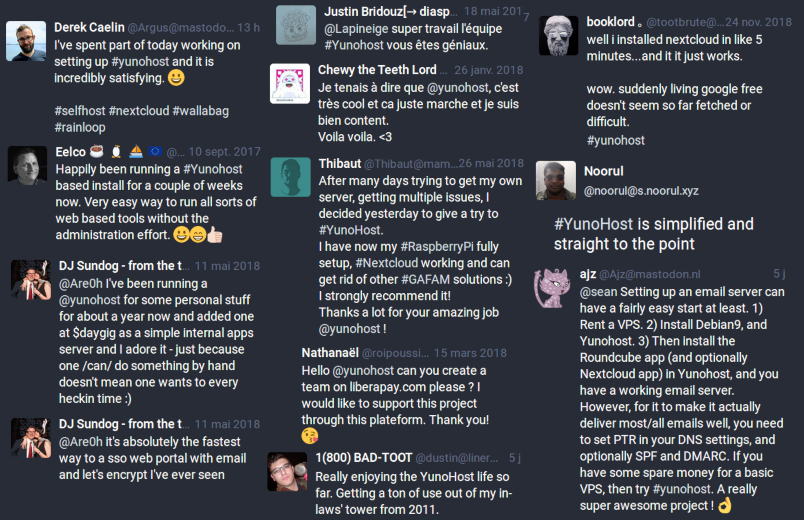 Derek Caelin @Argus@mastodo... 13 h
I've spent part of today working on
setting up #yunohost and it is
incredibly satisfying. 😀
#selfhost #nextcloud #wallabag
#rainloop
Eelco ☕ 🐧 ⛵ 🇪🇺 @... 10 sept. 2017
Happily been running a #Yunohost
based install for a couple of weeks
now. Very easy way to run all sorts of
web based tools without the
administration effort. 😀😁👍🏻
DJ Sundog - from the t... 11 mai 2018
@Are0h I've been running a
@yunohost for some personal stuff
for about a year now and added one
at $daygig as a simple internal apps
server and I adore it - just because
one /can/ do something by hand
doesn't mean one wants to every
heckin time :)
DJ Sundog - from the t... 11 mai 2018
@Are0h it's absolutely the fastest
way to a sso web portal with email
and let's encrypt I've ever seen
Justin Bridouz[→ diasp... 18 mai 2017
@Lapineige super travail l'équipe
#Yunohost vous êtes géniaux.
Chewy the Teeth Lord ... 26 janv. 2018
Je tenais à dire que @yunohost, c'est
très cool et ca juste marche et je suis
bien content.
Voila voila. <3
Thibaut @Thibaut@mam... 26 mai 2018
After many days trying to get my own
server, getting multiple issues, I
decided yesterday to give a try to
#YunoHost.
I have now my #RaspberryPi fully
setup, #Nextcloud working and can
get rid of other #GAFAM solutions :)
I strongly recommend it!
Thanks a lot for your amazing job
@yunohost !
Nathanaël @roipoussi... 15 mars 2018
Hello @yunohost can you create a
team on liberapay.com please ? I
would like to support this project
through this plateform. Thank you!
😘
1(800) BAD-TOOT @dustin@liner... 5 j
Really enjoying the YunoHost life so
far. Getting a ton of use out of my in-
laws' tower from 2011.
booklord 。 @tootbrute@... 24 nov. 2018
well i installed nextcloud in like 5
minutes...and it it just works.
wow. suddenly living google free
doesn't seem so far fetched or
difficult.
#yunohost
Noorul
@noorul@s.noorul.xyz
#YunoHost is simplified and
straight to the point
ajz @Ajz@mastodon.nl 5 j
@sean Setting up an email server can
have a fairly easy start at least. 1)
Rent a VPS. 2) Install Debian9, and
Yunohost. 3) Then install the
Roundcube app (and optionally
Nextcloud app) in Yunohost, and you
have a working email server.
However, for it to make it actually
deliver most/all emails well, you need
to set PTR in your DNS settings, and
optionally SPF and DMARC. If you
have some spare money for a basic
VPS, then try #yunohost. A really
super awesome project ! 👌